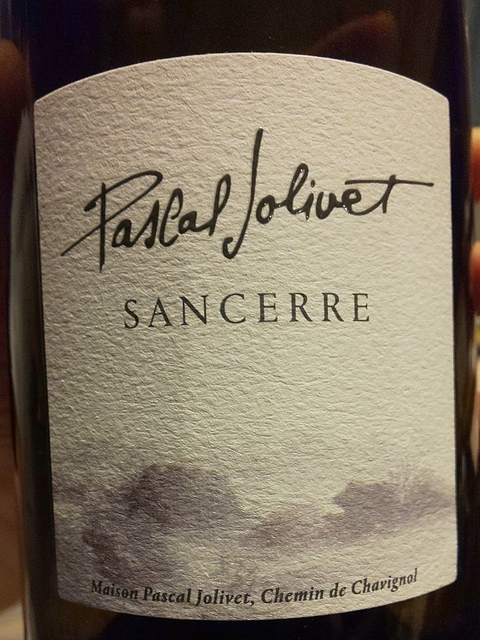 Pascal Jolivet
SANCERRE
Maison Pascal Jolivet, Chemin de Chavignol